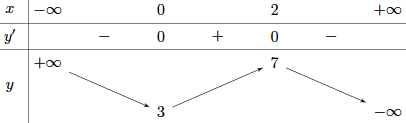 x −∞ 0 2 +∞
y′ − 0 + 0 −
+∞ 7
y
3 −∞